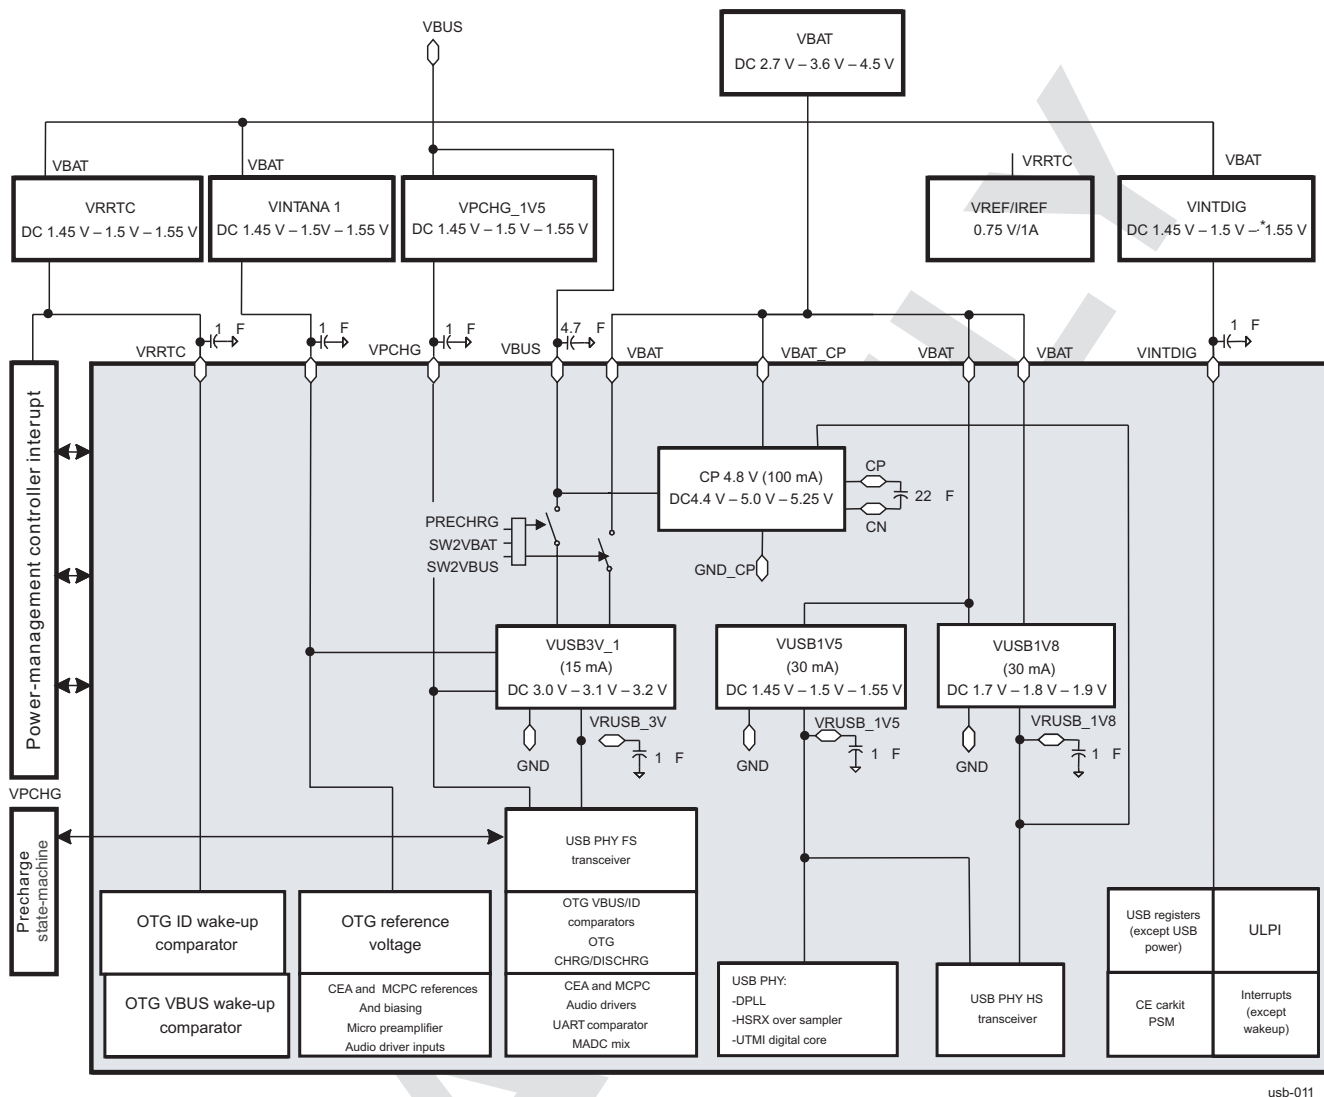 VBUS
VBAT
DC 2.7 V – 3.6 V – 4.5 V
VBAT
VBAT
VRRTC
VBAT
VRRTC
DC 1.45 V – 1.5 V – 1.55 V
VINTANA 1
DC 1.45 V – 1.5V – 1.55 V
VPCHG_1V5
DC 1.45 V – 1.5 V – 1.55 V
VREF/IREF
0.75 V/1A
VINTDIG
DC 1.45 V – 1.5 V –.*1.55 V
1 F
1 F
1 F
4.7 F
1 F
VRRTC
VPCHG
VBUS
VBAT
VBAT_CP
VBAT
VBAT
VINTDIG
Power-management controller interrupt
CP 4.8 V (100 mA)
DC4.4 V – 5.0 V – 5.25 V
CP
22 F
CN
GND_CP
PRECHRG
SW2VBAT
SW2VBUS
VUSB3V_1
(15 mA)
DC 3.0 V – 3.1 V – 3.2 V
VUSB1V5
(30 mA)
DC 1.45 V – 1.5 V – 1.55 V
VUSB1V8
(30 mA)
DC 1.7 V – 1.8 V – 1.9 V
VRUSB_3V
1 F
GND
VRUSB_1V5
1 F
GND
VRUSB_1V8
1 F
GND
VPCHG
Precharge
state-machine
USB PHY FS
transceiver
OTG VBUS/ID
comparators
OTG
CHRG/DISCHRG
CEA and MCPC
Audio drivers
UART comparator
MADC mix
OTG ID wake-up
comparator
OTG VBUS wake-up
comparator
OTG reference
voltage
CEA and MCPC references
And biasing
Micro preamplifier
Audio driver inputs
USB PHY:
-DPLL
-HSRX over sampler
-UTMI digital core
USB PHY HS
transceiver
USB registers
(except USB
power)
ULPI
CE carkit
PSM
Interrupts
(except
wakeup)
usb-011